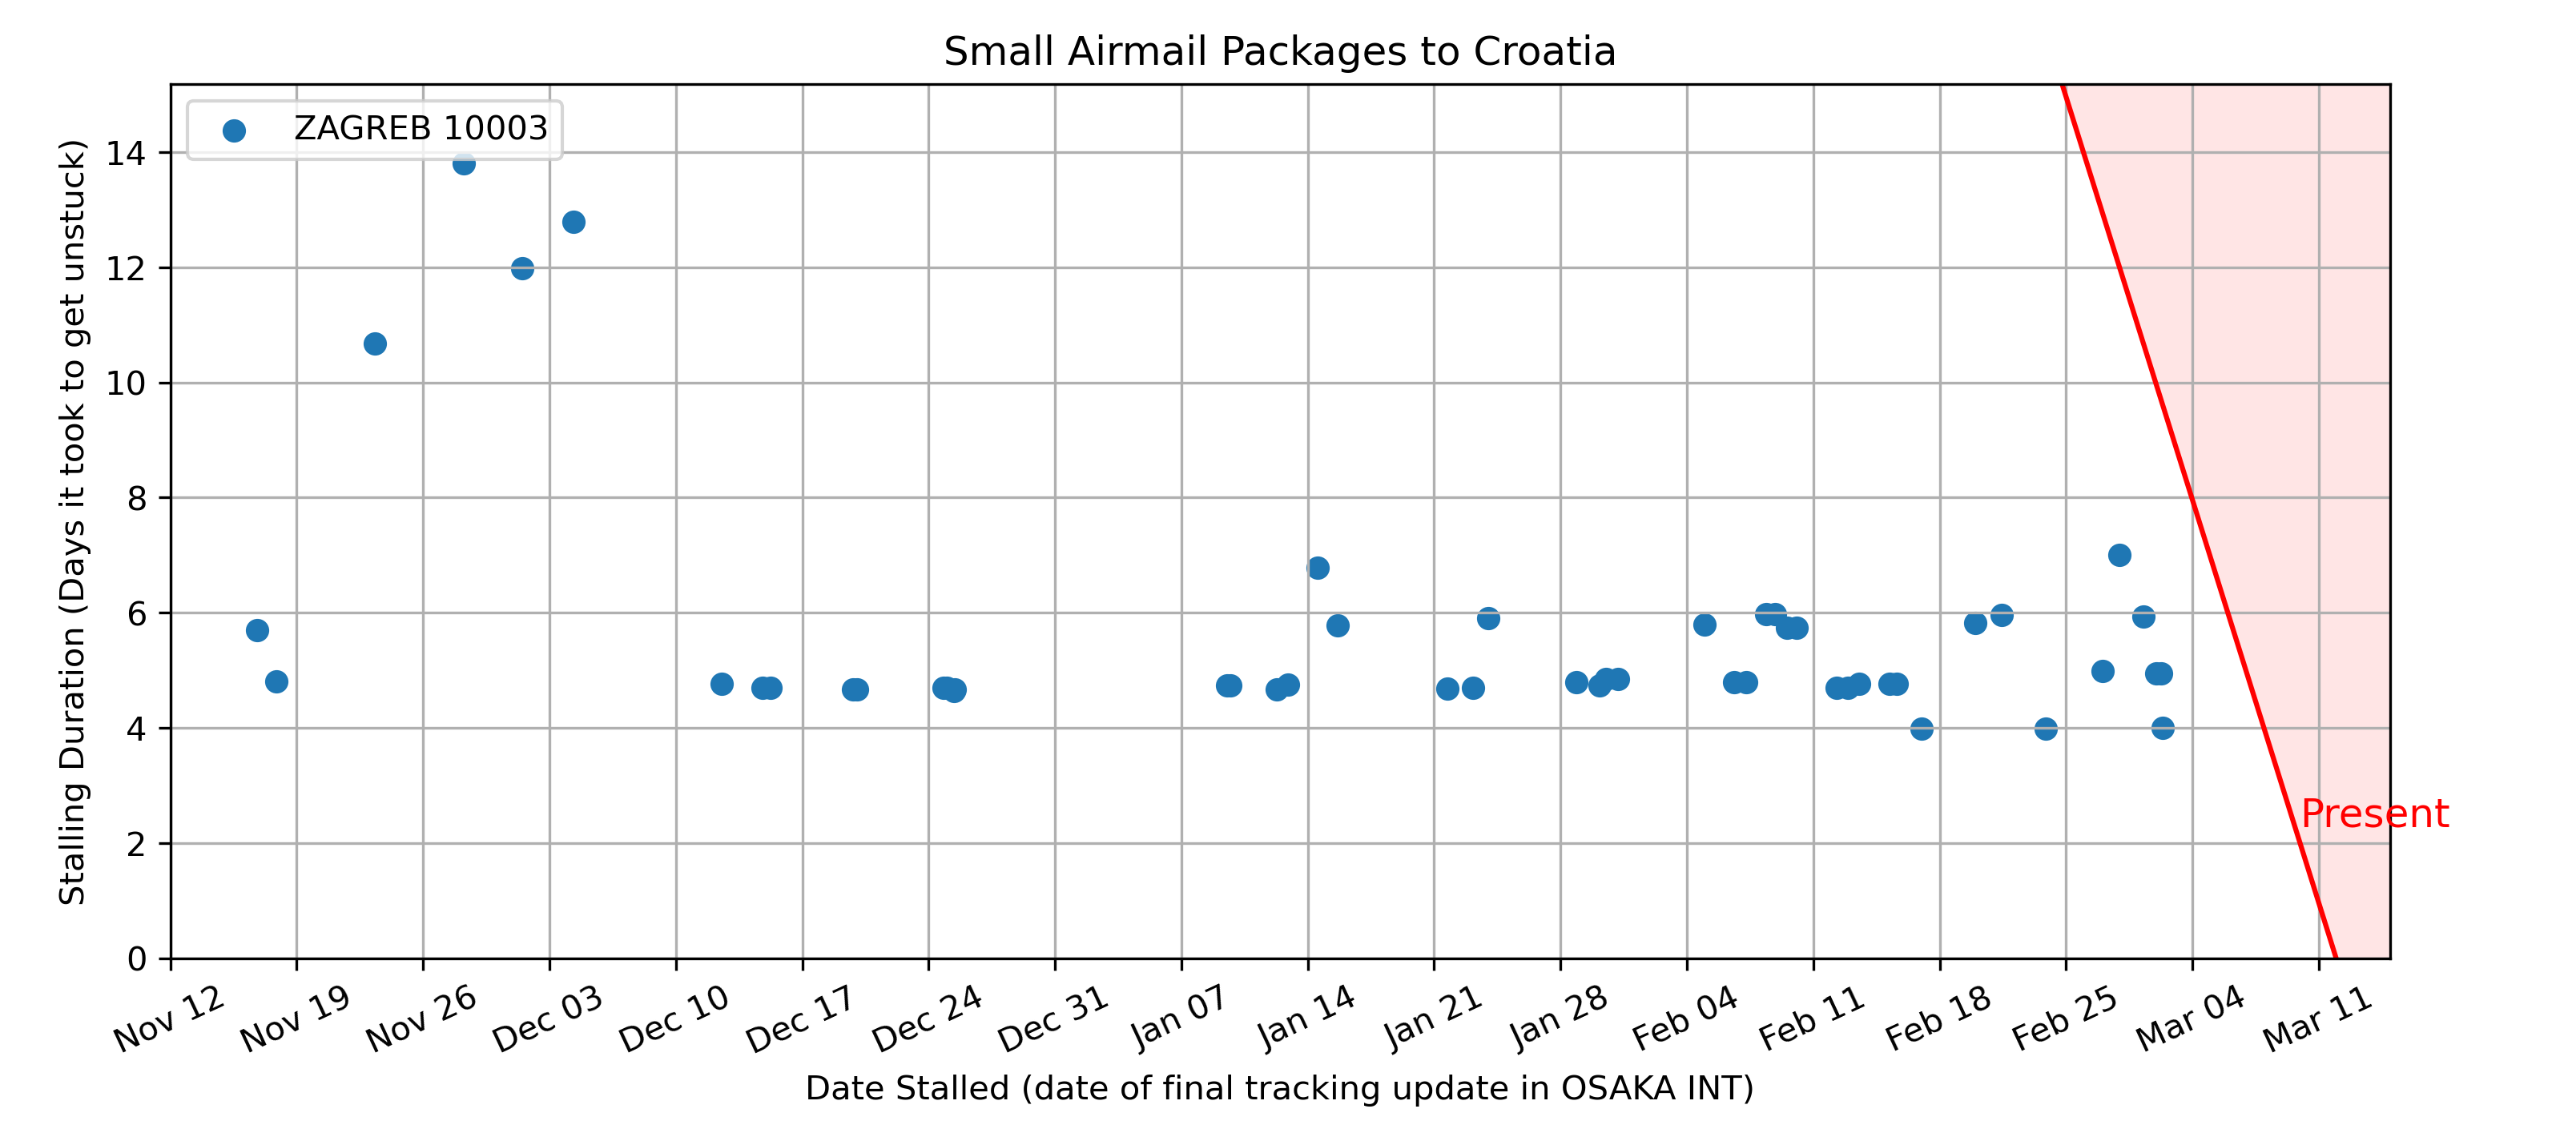 Small Airmail Packages to Croatia
ZAGREB 10003
Stalling Duration (Days it took to get unstuck)
14
12
10
8
6
4
2
0
Present
Nov 12
Nov 19
Nov 26
Dec 03
Dec 10
Dec 17
Dec 24
Dec 31
Jan 07
Jan 14
Jan 21
Jan 28
Feb 04
Feb 11
Feb 18
Feb 25
Mar 04
Mar 11
Date Stalled (date of final tracking update in OSAKA INT)